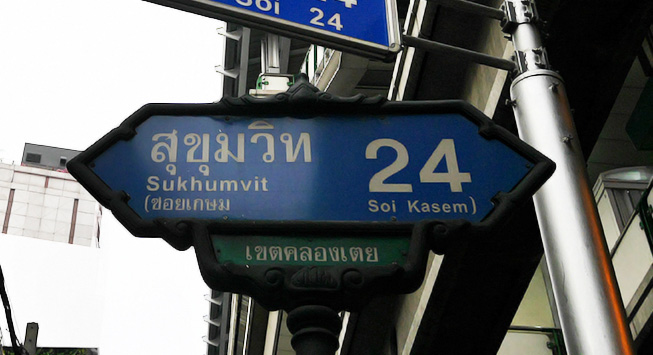 Soi 24
สุขุมวิท 24
Sukhumvit
(ซอยเกษม Soi Kasem)
เขตคลองเตย